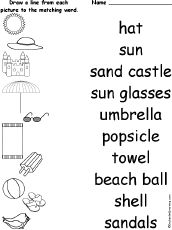 Draw a line from each
picture to the matching word.
Name
hat
sun
sand castle
sun glasses
umbrella
popsicle
towel
beach ball
shell
sandals